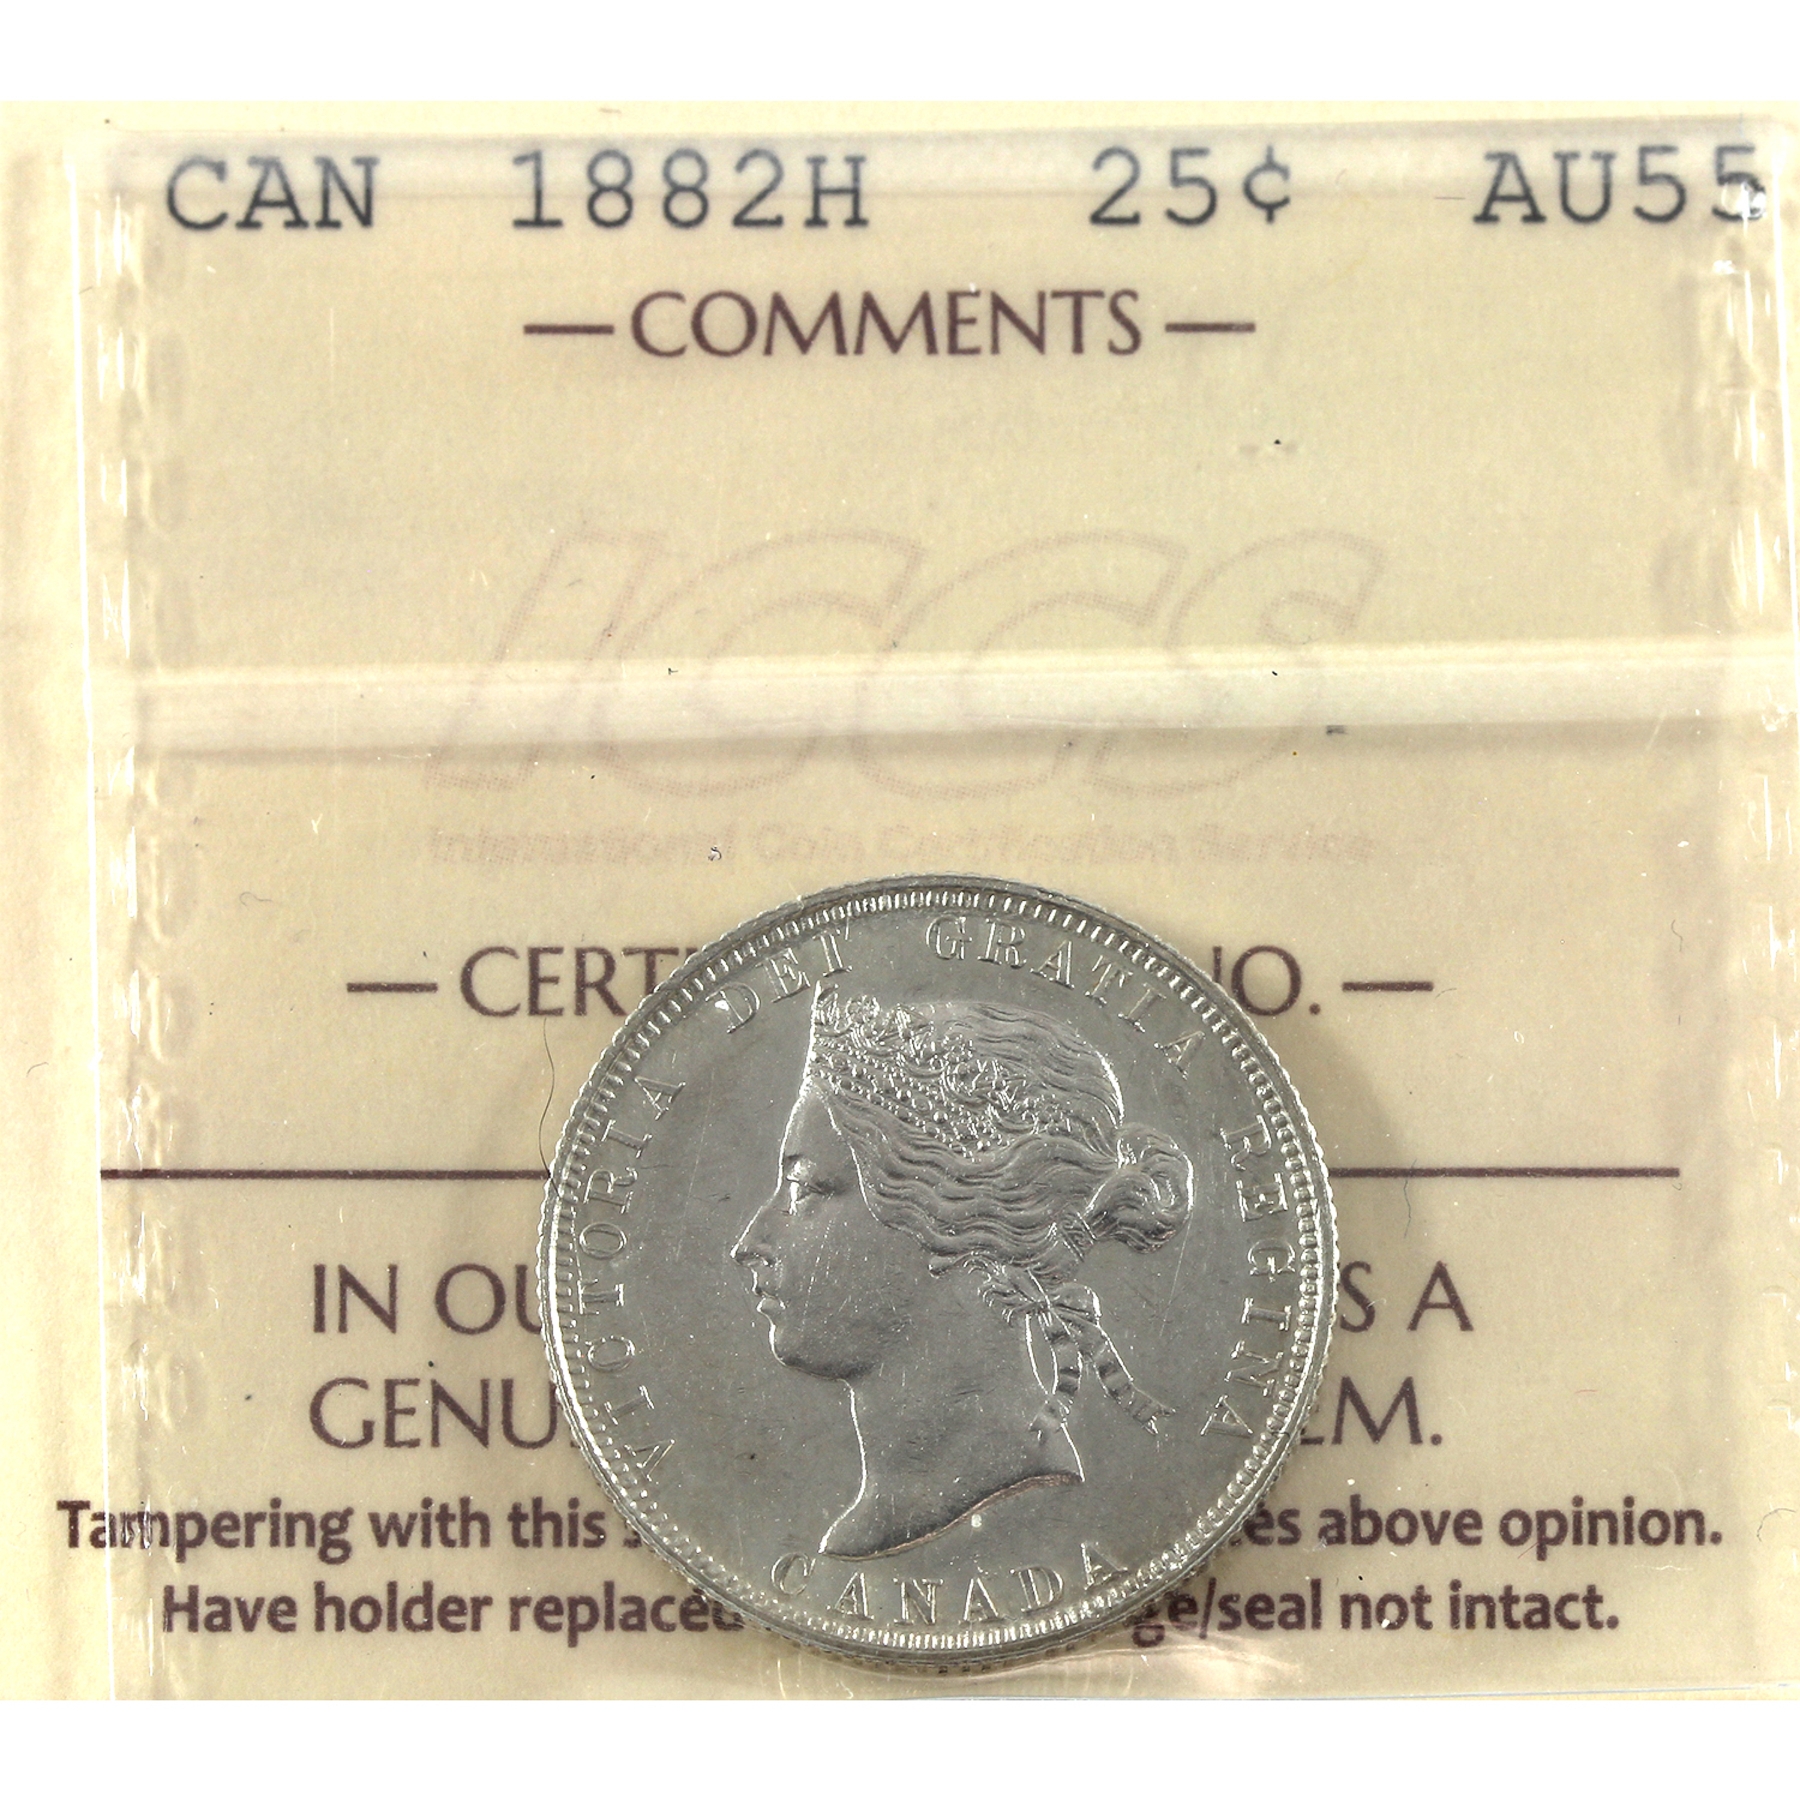 CAN 1882H 25¢ AU55
— COMMENTS —
ICCS
International Coin Certification Service
— CERT NO. —
VICTORIA DEI GRATIA REGINA
CANADA
IN OU S A
GENU EM.
Tampering with this es above opinion.
Have holder replaced ge/seal not intact.